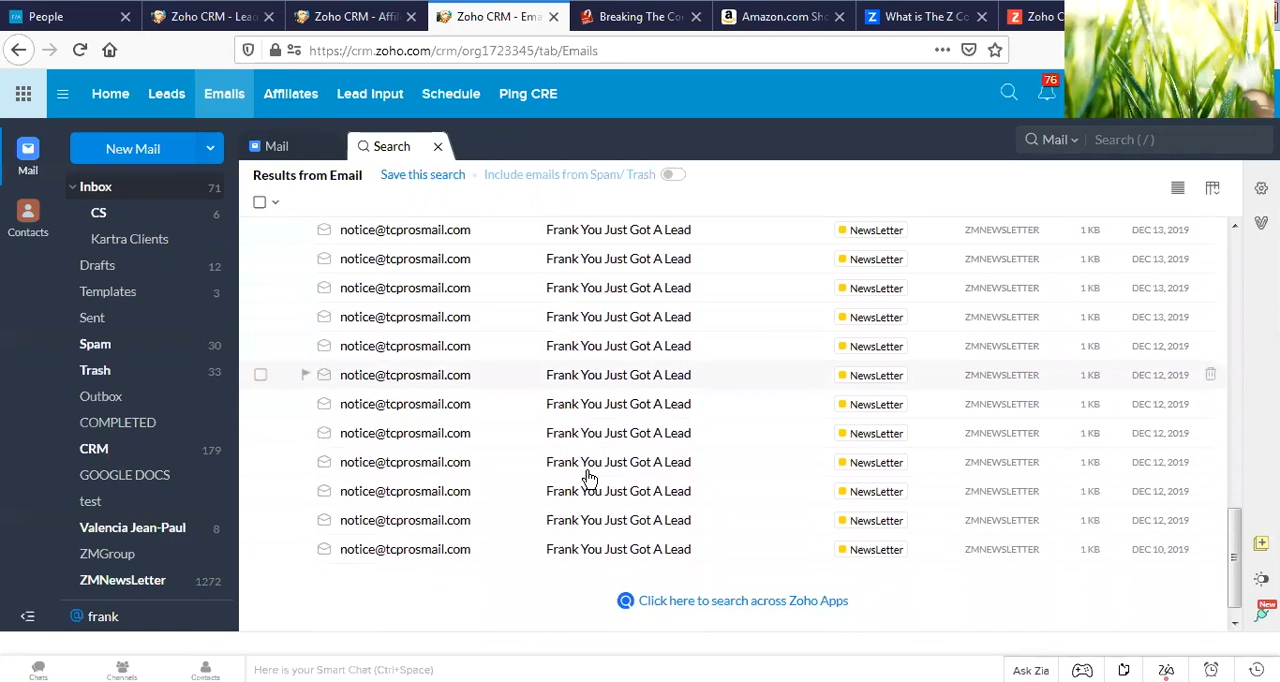 People
Zoho CRM - Lea
Zoho CRM - Affil
Zoho CRM - Ema
Breaking The Co
Amazon.com Sho
What is The Z Co
Zoho C
https://crm.zoho.com/crm/org1723345/tab/Emails
Home Leads Emails Affiliates Lead Input Schedule Ping CRE
76
Mail
Contacts
New Mail
Inbox 71
CS 6
Kartra Clients
Drafts 12
Templates 3
Sent
Spam 30
Trash 33
Outbox
COMPLETED
CRM 179
GOOGLE DOCS
test
Valencia Jean-Paul 8
ZMGroup
ZMNewsLetter 1272
@ frank
Mail
Search
Mail
Search ( / )
Results from Email Save this search Include emails from Spam/ Trash
notice@tcprosmail.com Frank You Just Got A Lead NewsLetter ZMNEWSLETTER 1 KB DEC 13, 2019
notice@tcprosmail.com Frank You Just Got A Lead NewsLetter ZMNEWSLETTER 1 KB DEC 13, 2019
notice@tcprosmail.com Frank You Just Got A Lead NewsLetter ZMNEWSLETTER 1 KB DEC 13, 2019
notice@tcprosmail.com Frank You Just Got A Lead NewsLetter ZMNEWSLETTER 1 KB DEC 13, 2019
notice@tcprosmail.com Frank You Just Got A Lead NewsLetter ZMNEWSLETTER 1 KB DEC 12, 2019
notice@tcprosmail.com Frank You Just Got A Lead NewsLetter ZMNEWSLETTER 1 KB DEC 12, 2019
notice@tcprosmail.com Frank You Just Got A Lead NewsLetter ZMNEWSLETTER 1 KB DEC 12, 2019
notice@tcprosmail.com Frank You Just Got A Lead NewsLetter ZMNEWSLETTER 1 KB DEC 12, 2019
notice@tcprosmail.com Frank You Just Got A Lead NewsLetter ZMNEWSLETTER 1 KB DEC 12, 2019
notice@tcprosmail.com Frank You Just Got A Lead NewsLetter ZMNEWSLETTER 1 KB DEC 12, 2019
notice@tcprosmail.com Frank You Just Got A Lead NewsLetter ZMNEWSLETTER 1 KB DEC 12, 2019
notice@tcprosmail.com Frank You Just Got A Lead NewsLetter ZMNEWSLETTER 1 KB DEC 10, 2019
Click here to search across Zoho Apps
New
Chats Channels Contacts
Here is your Smart Chat (Ctrl+Space)
Ask Zia